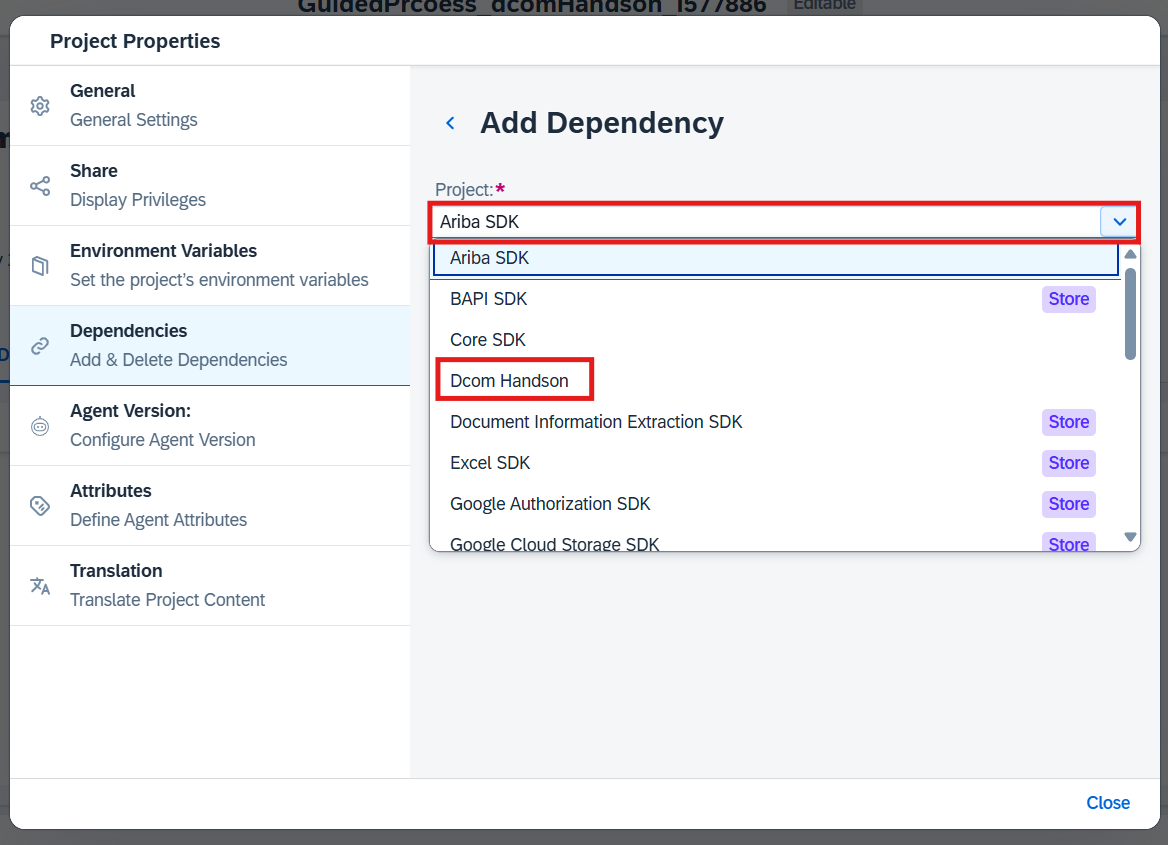 GuidedPrcoess_dcomHandson_I577886 Editable
Project Properties
General
General Settings
Share
Display Privileges
Environment Variables
Set the project’s environment variables
Dependencies
Add & Delete Dependencies
Agent Version:
Configure Agent Version
Attributes
Define Agent Attributes
Translation
Translate Project Content
Add Dependency
Project:*
Ariba SDK
Ariba SDK
BAPI SDK Store
Core SDK
Dcom Handson
Document Information Extraction SDK Store
Excel SDK Store
Google Authorization SDK Store
Google Cloud Storage SDK Store
Close